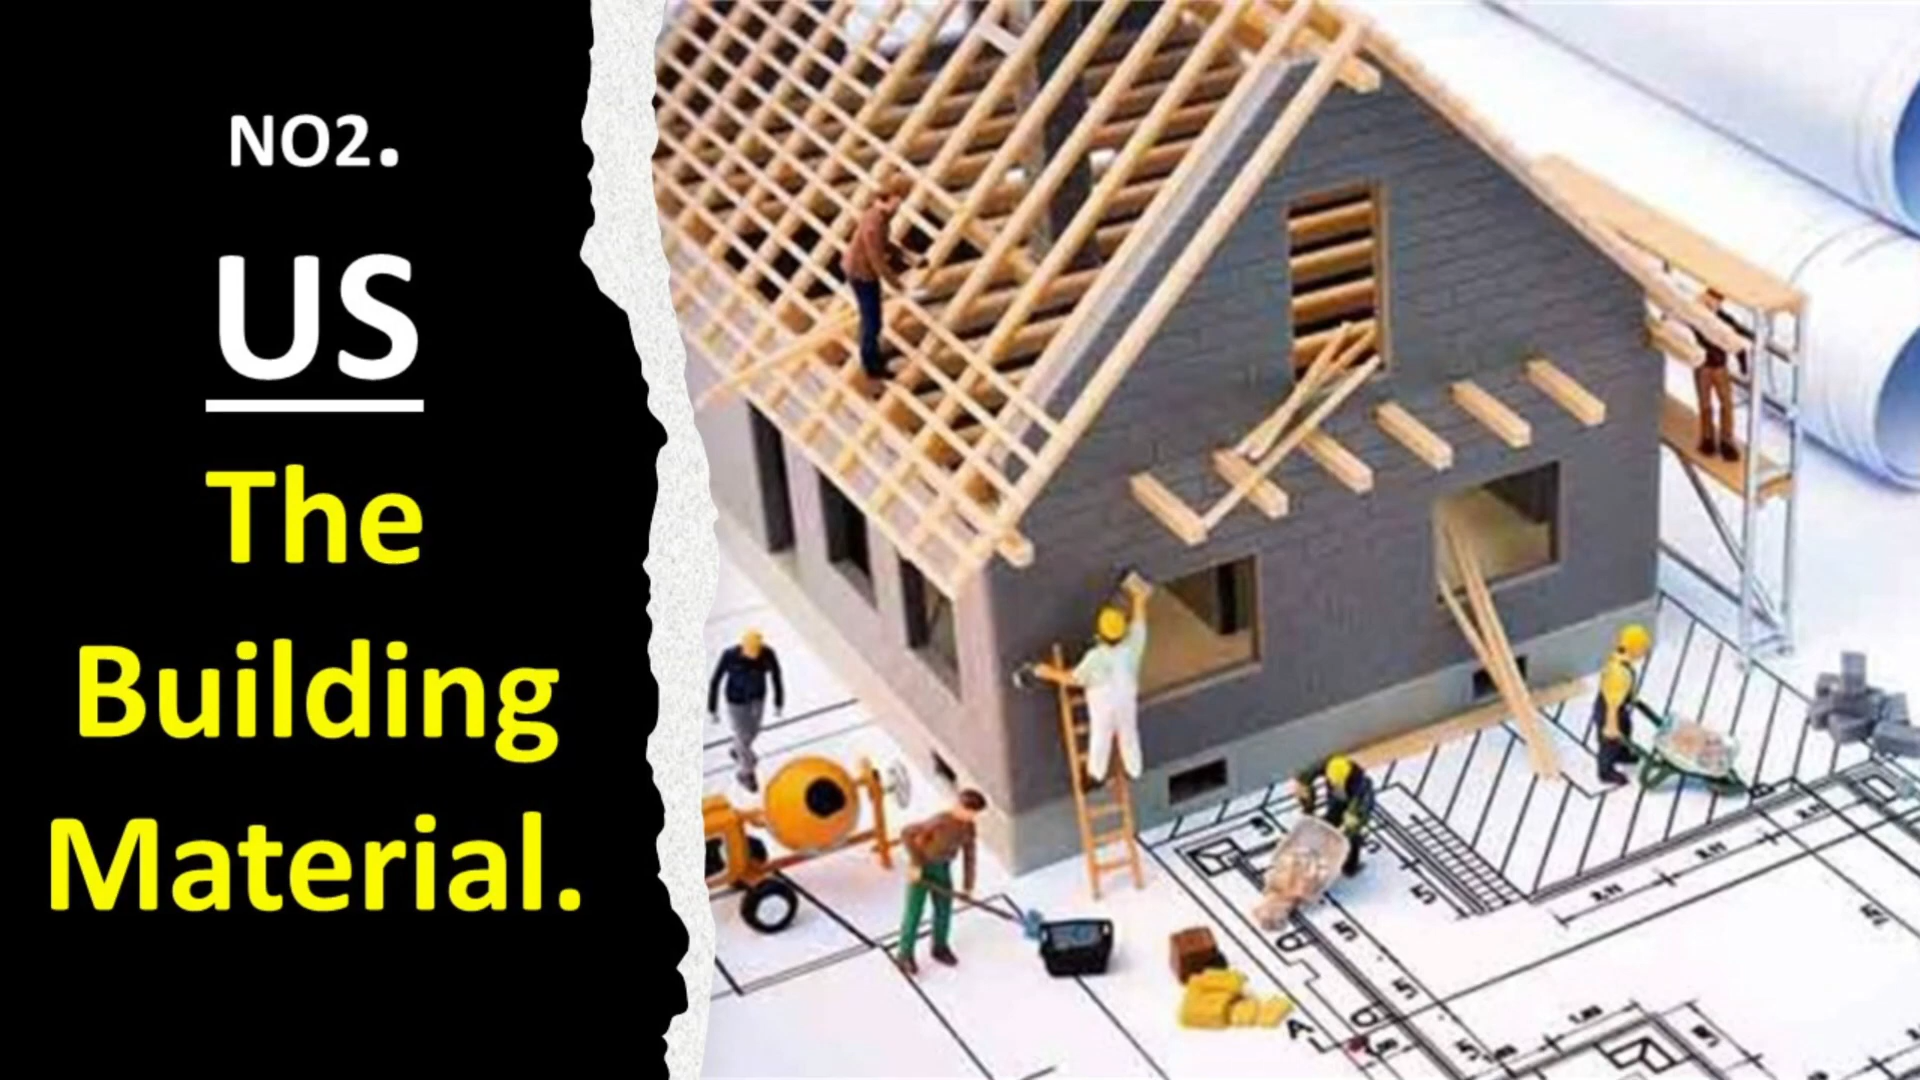 NO2.
US
The
Building
Material.